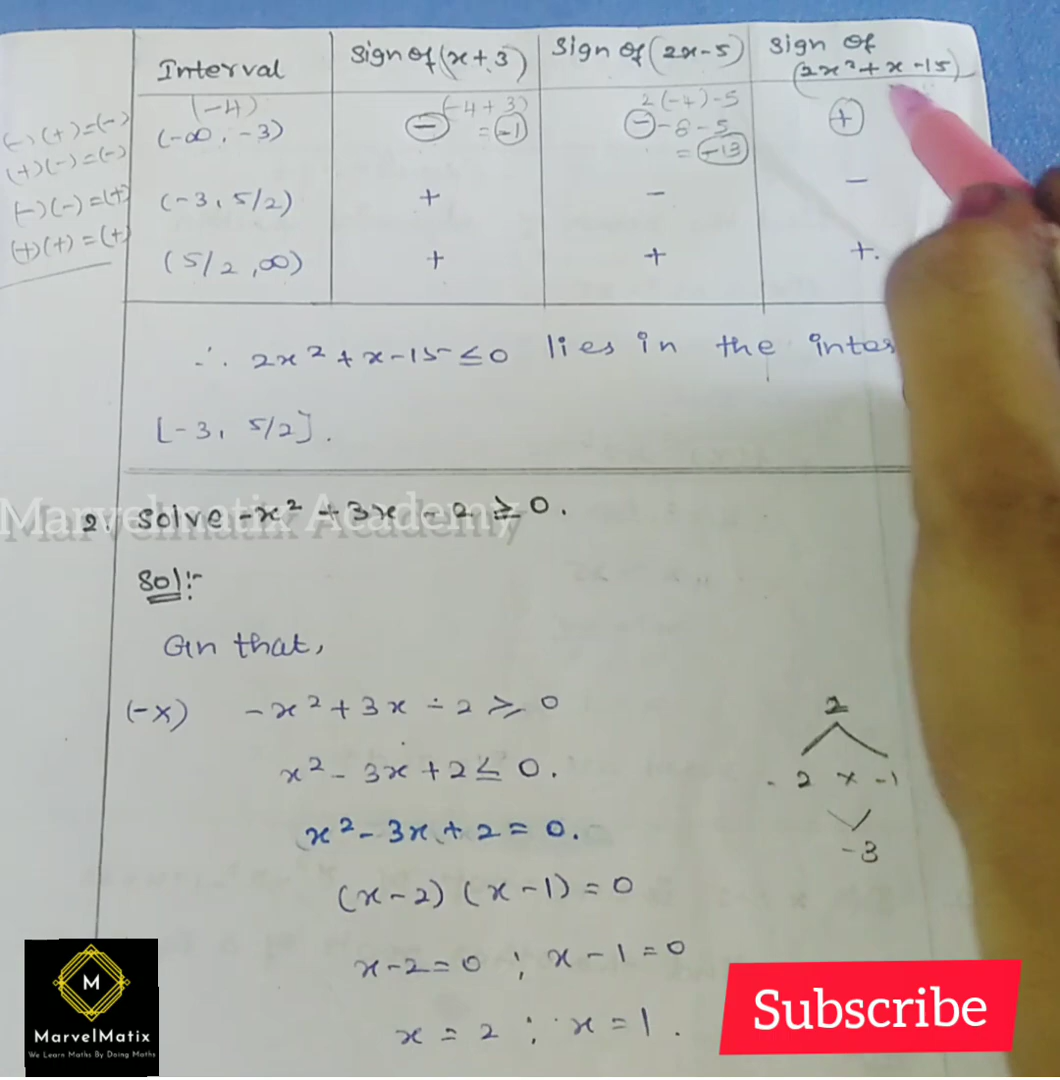 Interval | Sign of (x+3) | Sign of (2x-5) | Sign of (2x²+x-15)
(-4) | (-4+3) | 2(-4)-5
(-∞, -3) | (-) = (-1) | (-) -8-5 | (+)
= (-13)
(-)(+)=(-)
(+)(-)=(-)
(-)(-)=(+)
(+)(+)=(+)
(-3, 5/2) | + | - | -
(5/2, ∞) | + | + | +.
∴ 2x²+x-15 ≤ 0 lies in the
[-3, 5/2].
Marvelmatix Academy
2. Solve -x²+3x-2 ≥ 0.
Sol:-
Gn that,
(-x) -x²+3x-2 ≥ 0
x²-3x+2 ≤ 0.
x²-3x+2 = 0.
(x-2)(x-1) = 0
x-2=0 ; x-1=0
x = 2 ; x = 1.
2
-2 x -1
-3
M
MarvelMatix
We Learn Maths By Doing Maths
Subscribe